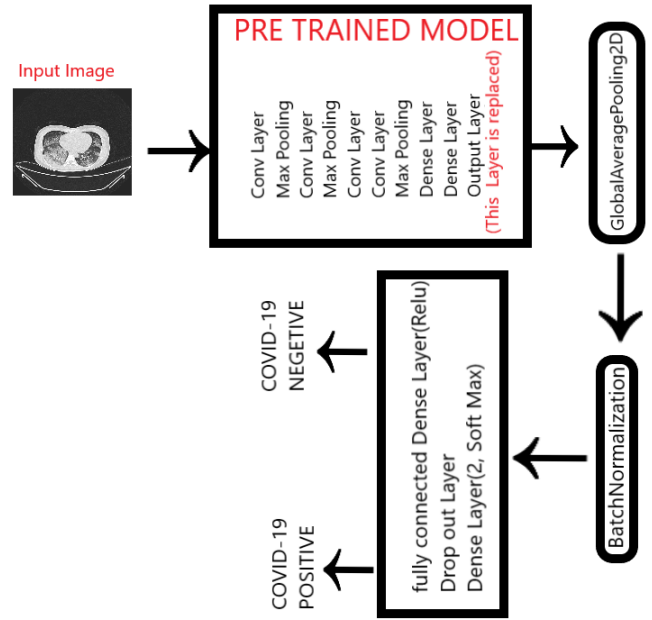 Input Image
PRE TRAINED MODEL
Conv Layer
Max Pooling
Conv Layer
Max Pooling
Conv Layer
Conv Layer
Max Pooling
Dense Layer
Dense Layer
Output Layer
(This Layer is replaced)
GlobalAveragePooling2D
BatchNormalization
fully connected Dense Layer(Relu)
Drop out Layer
Dense Layer(2, Soft Max)
COVID-19
NEGETIVE
COVID-19
POSITIVE